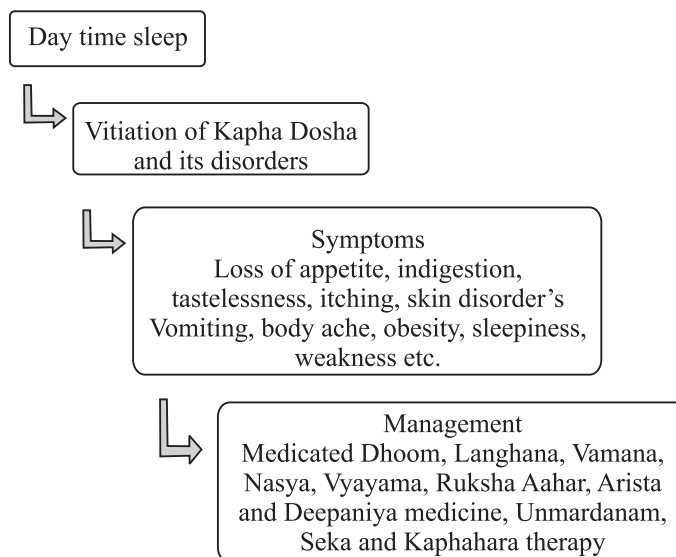 Day time sleep
Vitiation of Kapha Dosha
and its disorders
Symptoms
Loss of appetite, indigestion,
tastelessness, itching, skin disorder’s
Vomiting, body ache, obesity, sleepiness,
weakness etc.
Management
Medicated Dhoom, Langhana, Vamana,
Nasya, Vyayama, Ruksha Aahar, Arista
and Deepaniya medicine, Unmardanam,
Seka and Kaphahara therapy